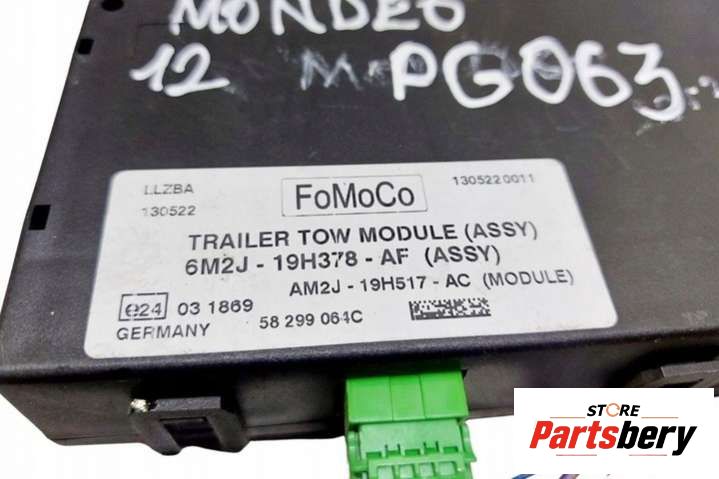 MONDEO
12 PG063
LLZBA FoMoCo 1305220011
130522
TRAILER TOW MODULE (ASSY)
6M2J - 19H378 - AF (ASSY)
AM2J - 19H517 - AC (MODULE)
e24 03 1869
GERMANY 58 299 064C
STORE
Partsbery